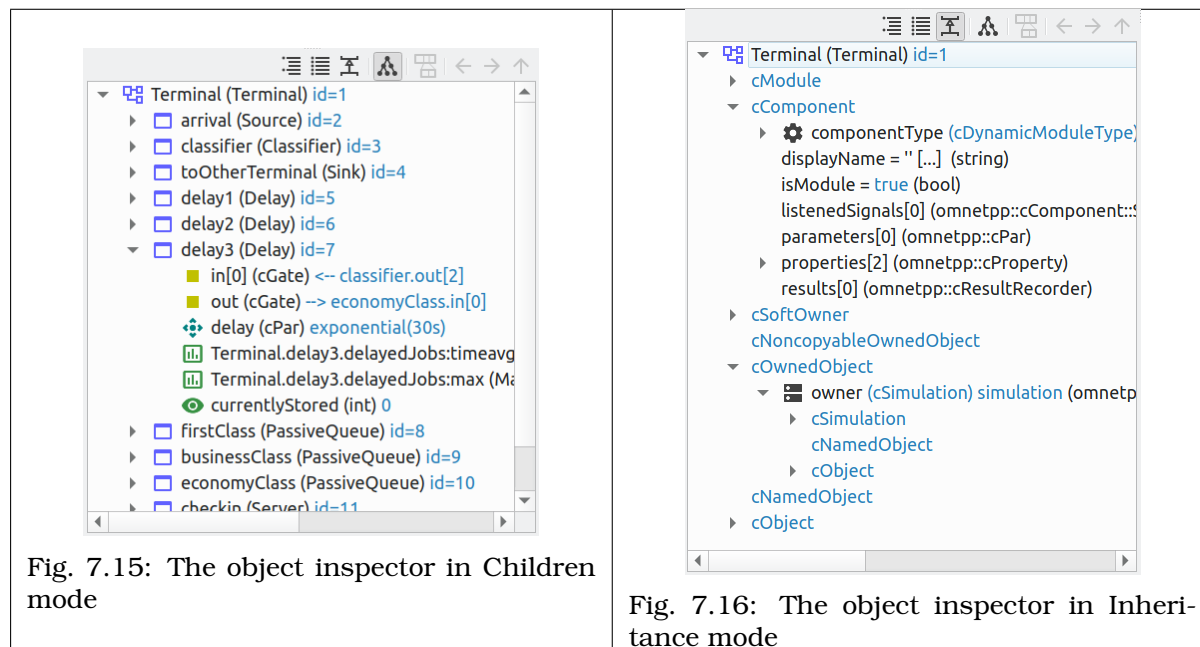 Terminal (Terminal) id=1
arrival (Source) id=2
classifier (Classifier) id=3
toOtherTerminal (Sink) id=4
delay1 (Delay) id=5
delay2 (Delay) id=6
delay3 (Delay) id=7
in[0] (cGate) <-- classifier.out[2]
out (cGate) --> economyClass.in[0]
delay (cPar) exponential(30s)
Terminal.delay3.delayedJobs:timeavg
Terminal.delay3.delayedJobs:max (Ma
currentlyStored (int) 0
firstClass (PassiveQueue) id=8
businessClass (PassiveQueue) id=9
economyClass (PassiveQueue) id=10
checkin (Server) id=11
Fig. 7.15: The object inspector in Children
mode
Terminal (Terminal) id=1
cModule
cComponent
componentType (cDynamicModuleType)
displayName = '' [...] (string)
isModule = true (bool)
listenedSignals[0] (omnetpp::cComponent::S
parameters[0] (omnetpp::cPar)
properties[2] (omnetpp::cProperty)
results[0] (omnetpp::cResultRecorder)
cSoftOwner
cNoncopyableOwnedObject
cOwnedObject
owner (cSimulation) simulation (omnetp
cSimulation
cNamedObject
cObject
cNamedObject
cObject
Fig. 7.16: The object inspector in Inheri-
tance mode